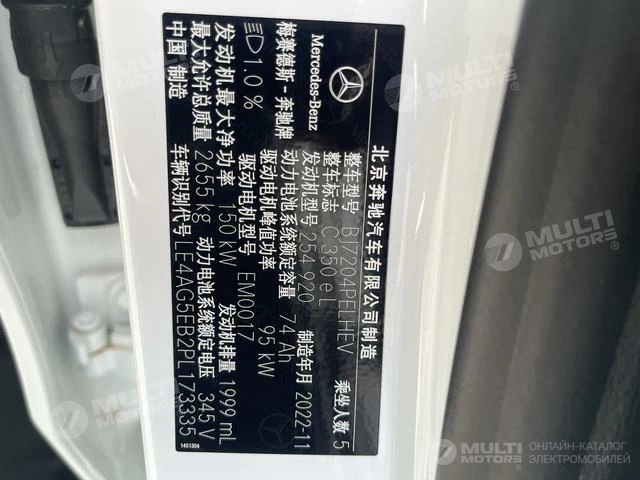 北京奔驰汽车有限公司制造
整车型号 BJ7204PELHEV 乘坐人数 5
整车标志 C 350 e L
发动机型号 254 920 制造年月 2022-11
动力电池系统额定容量 74 Ah
驱动电机峰值功率 95 kW
驱动电机型号 EM0017
Mercedes-Benz
梅赛德斯-奔驰牌
1.0 %
发动机最大净功率 150 kW 发动机排量 1999 mL
最大允许总质量 2655 kg 动力电池系统额定电压 345 V
中国 制造 车辆识别代号 LE4AG5EB2PL173335
1451306
MULTI MOTORS
MULTI MOTORS
MULTI MOTORS
MULTI MOTORS
ОНЛАЙН-КАТАЛОГ
ЭЛЕКТРОМОБИЛЕЙ